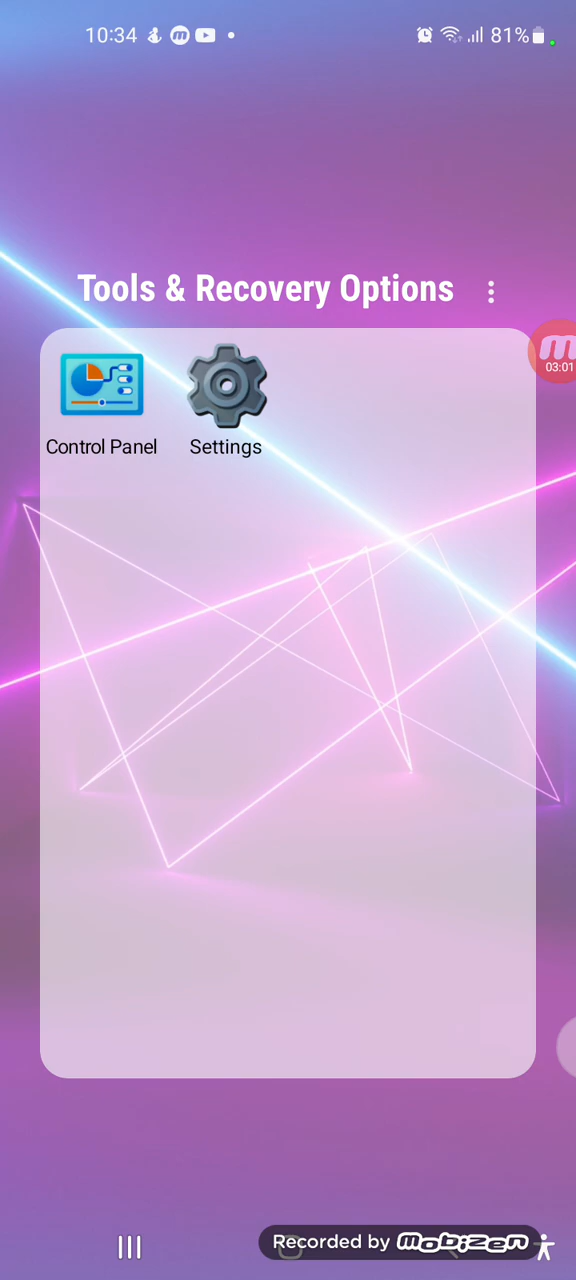 10:34
81%
Tools & Recovery Options
03:01
Control Panel
Settings
Recorded by mobizen